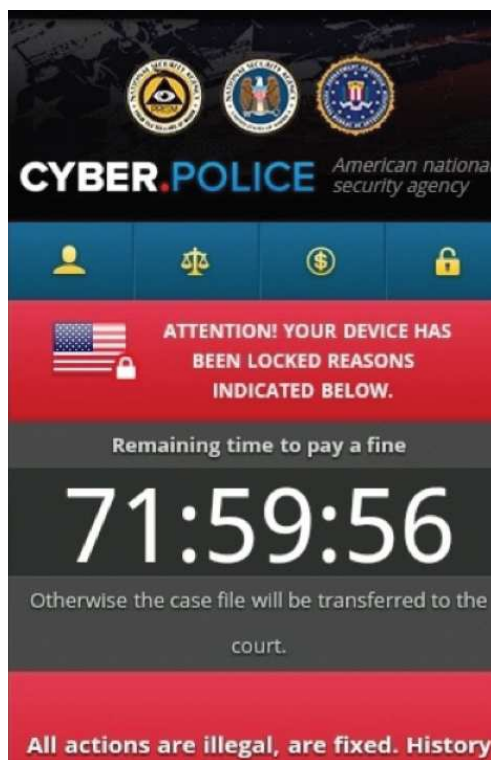 CYBER.POLICE American national
security agency
ATTENTION! YOUR DEVICE HAS
BEEN LOCKED REASONS
INDICATED BELOW.
Remaining time to pay a fine
71:59:56
Otherwise the case file will be transferred to the
court.
All actions are illegal, are fixed. History